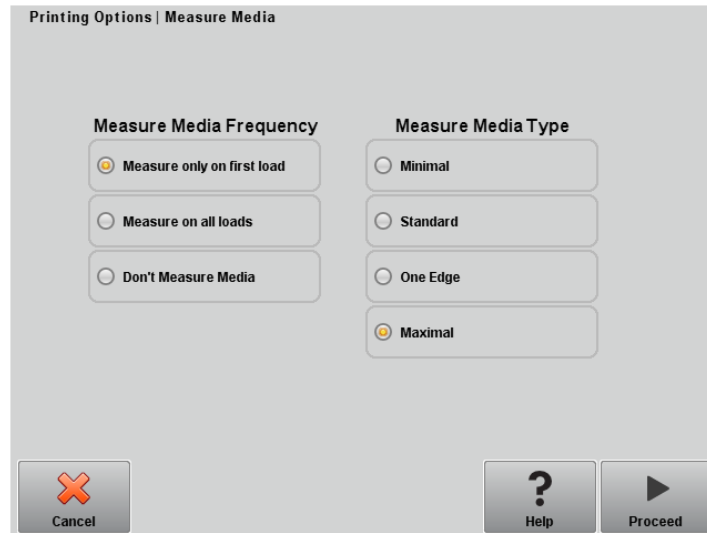 Printing Options | Measure Media
Measure Media Frequency
Measure only on first load
Measure on all loads
Don't Measure Media
Measure Media Type
Minimal
Standard
One Edge
Maximal
Cancel
?
Help
Proceed